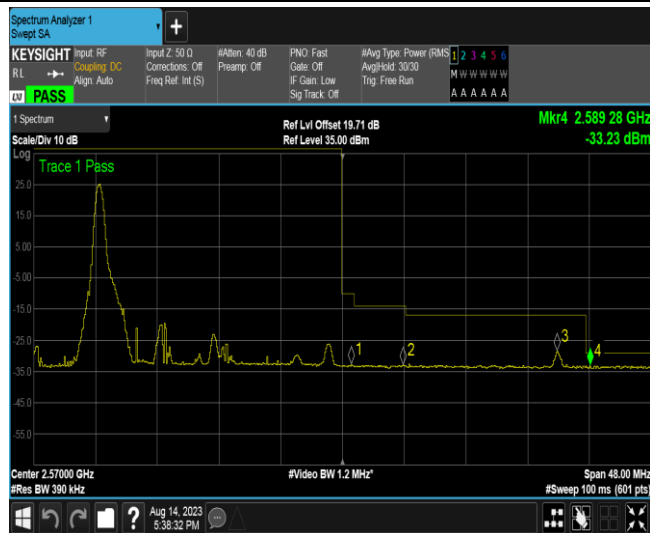 Spectrum Analyzer 1
Swept SA
KEYSIGHT
RL
LXI
PASS
Input: RF
Coupling: DC
Align: Auto
Input Z: 50 Ω
Corrections: Off
Freq Ref: Int (S)
#Atten: 40 dB
Preamp: Off
PNO: Fast
Gate: Off
IF Gain: Low
Sig Track: Off
#Avg Type: Power (RMS
Avg|Hold: 30/30
Trig: Free Run
1 2 3 4 5 6
M W W W W W
A A A A A A
1 Spectrum
Scale/Div 10 dB
Ref Lvl Offset 19.71 dB
Ref Level 35.00 dBm
Mkr4 2.589 28 GHz
-33.23 dBm
Log
Trace 1 Pass
25.0
15.0
5.00
-5.00
-15.0
-25.0
-35.0
-45.0
-55.0
1
2
3
4
Center 2.57000 GHz
#Res BW 390 kHz
#Video BW 1.2 MHz*
Span 48.00 MHz
#Sweep 100 ms (601 pts)
?
Aug 14, 2023
5:38:32 PM